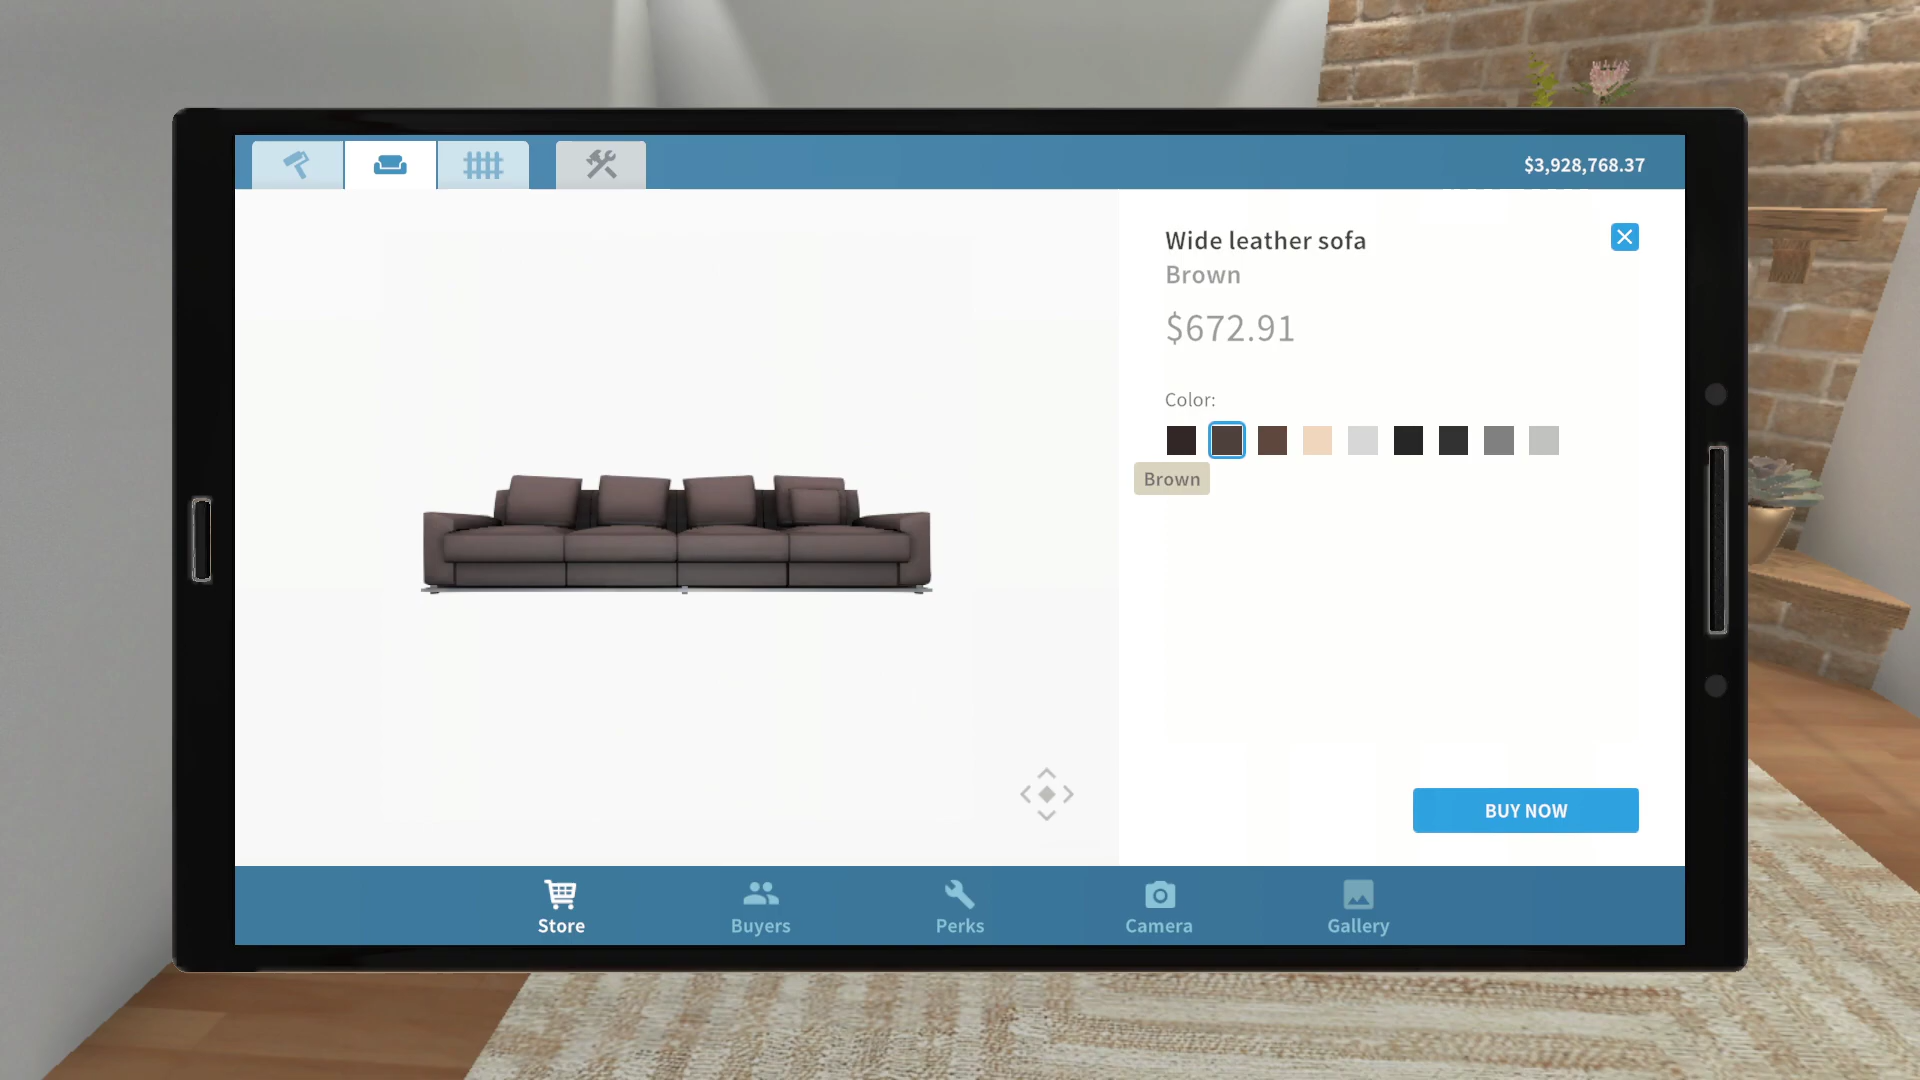 $3,928,768.37
Wide leather sofa
Brown
$672.91
Color:
Brown
BUY NOW
Store
Buyers
Perks
Camera
Gallery